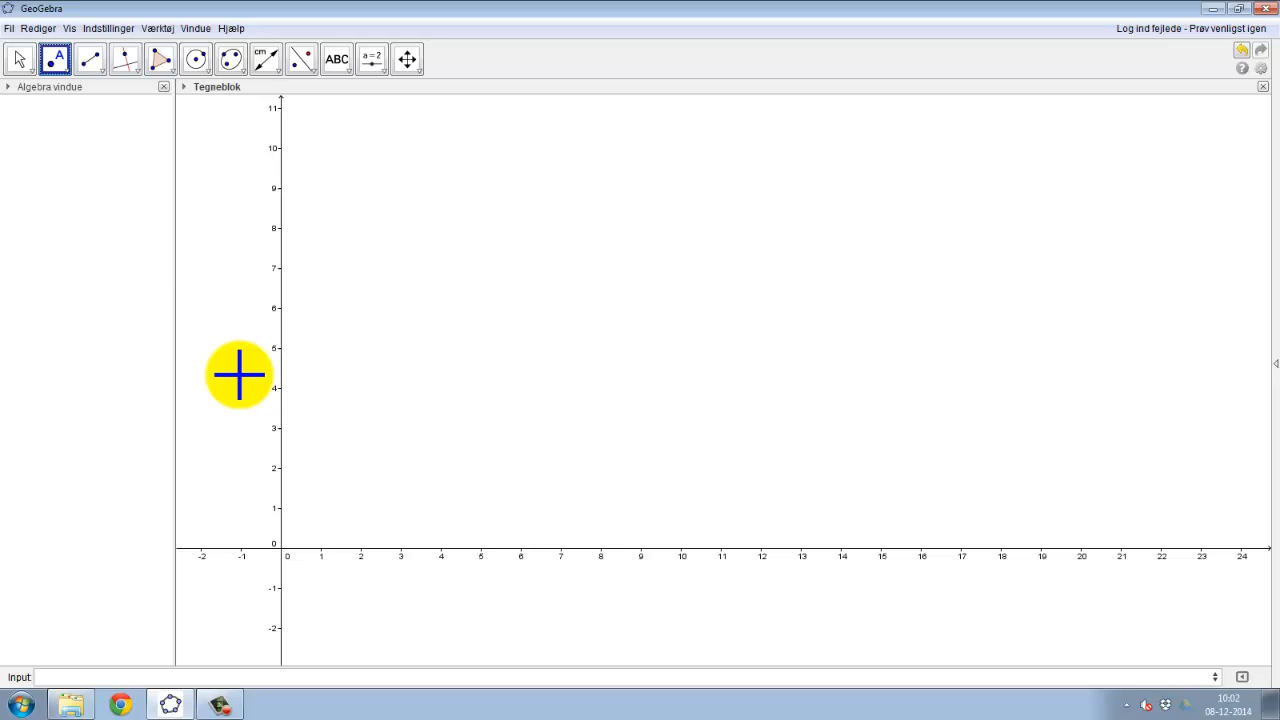 GeoGebra
Fil Rediger Vis Indstillinger Værktøj Vindue Hjælp
Log ind fejlede - Prøv venligst igen
A cm ABC a = 2
Algebra vindue
Tegneblok
11
10
9
8
7
6
5
4
3
2
1
0
-2 -1 0 1 2 3 4 5 6 7 8 9 10 11 12 13 14 15 16 17 18 19 20 21 22 23 24
-1
-2
Input:
10:02
08-12-2014